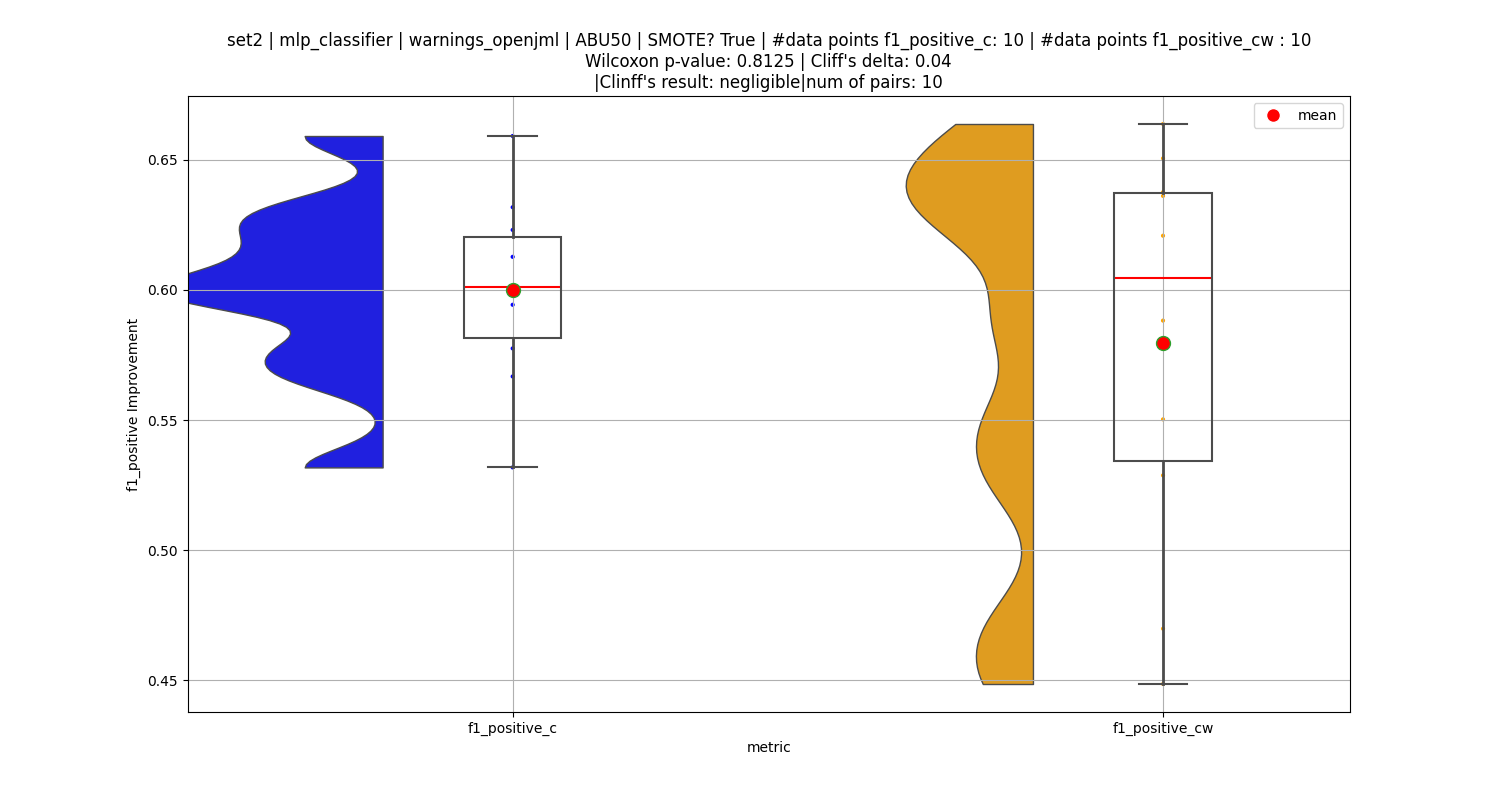 set2 | mlp_classifier | warnings_openjml | ABU50 | SMOTE? True | #data points f1_positive_c: 10 | #data points f1_positive_cw : 10
Wilcoxon p-value: 0.8125 | Cliff's delta: 0.04
|Clinff's result: negligible|num of pairs: 10
mean
0.65
0.60
0.55
0.50
0.45
f1_positive Improvement
f1_positive_c
f1_positive_cw
metric